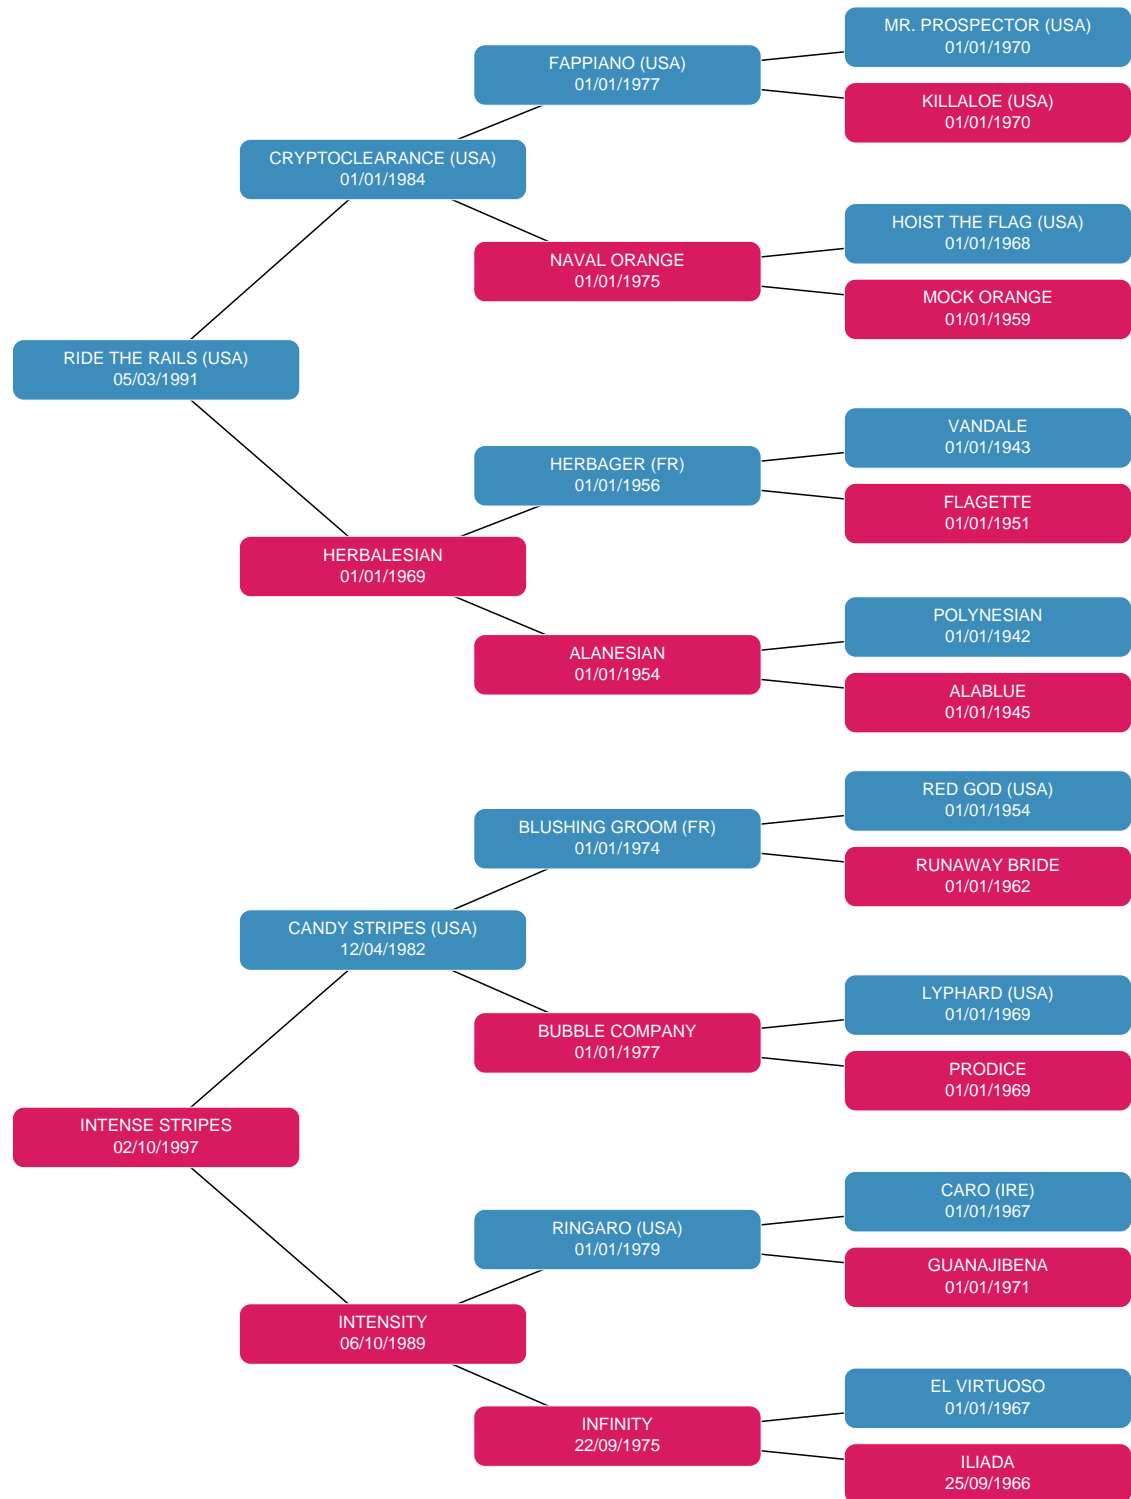 MR. PROSPECTOR (USA)
01/01/1970
FAPPIANO (USA)
01/01/1977
KILLALOE (USA)
01/01/1970
CRYPTOCLEARANCE (USA)
01/01/1984
HOIST THE FLAG (USA)
01/01/1968
NAVAL ORANGE
01/01/1975
MOCK ORANGE
01/01/1959
RIDE THE RAILS (USA)
05/03/1991
VANDALE
01/01/1943
HERBAGER (FR)
01/01/1956
FLAGETTE
01/01/1951
HERBALESIAN
01/01/1969
POLYNESIAN
01/01/1942
ALANESIAN
01/01/1954
ALABLUE
01/01/1945
RED GOD (USA)
01/01/1954
BLUSHING GROOM (FR)
01/01/1974
RUNAWAY BRIDE
01/01/1962
CANDY STRIPES (USA)
12/04/1982
LYPHARD (USA)
01/01/1969
BUBBLE COMPANY
01/01/1977
PRODICE
01/01/1969
INTENSE STRIPES
02/10/1997
CARO (IRE)
01/01/1967
RINGARO (USA)
01/01/1979
GUANAJIBENA
01/01/1971
INTENSITY
06/10/1989
EL VIRTUOSO
01/01/1967
INFINITY
22/09/1975
ILIADA
25/09/1966